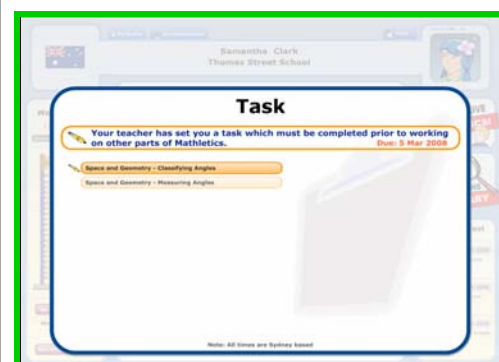 Samantha Clark
Thomas Street School
Task
Your teacher has set you a task which must be completed prior to working
on other parts of Mathletics.
Due: 5 Mar 2008
Space and Geometry - Classifying Angles
Space and Geometry - Measuring Angles
Note: All times are Sydney based